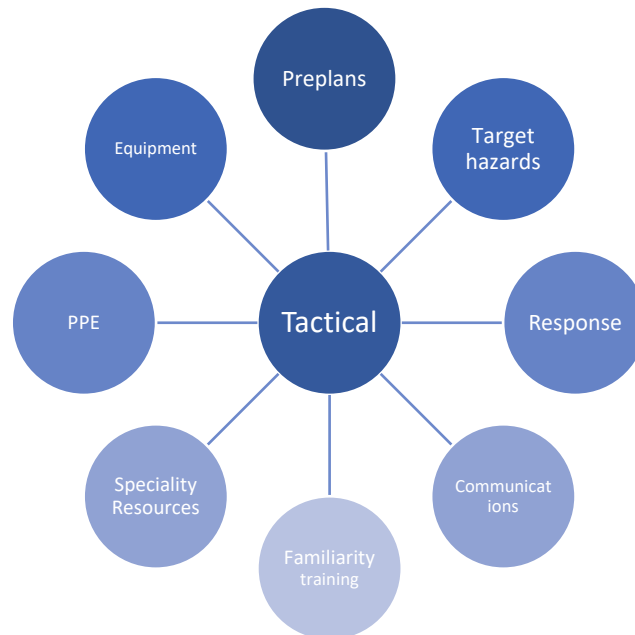 Preplans
Equipment
Target
hazards
PPE
Tactical
Response
Speciality
Resources
Communicat
ions
Familiarity
training